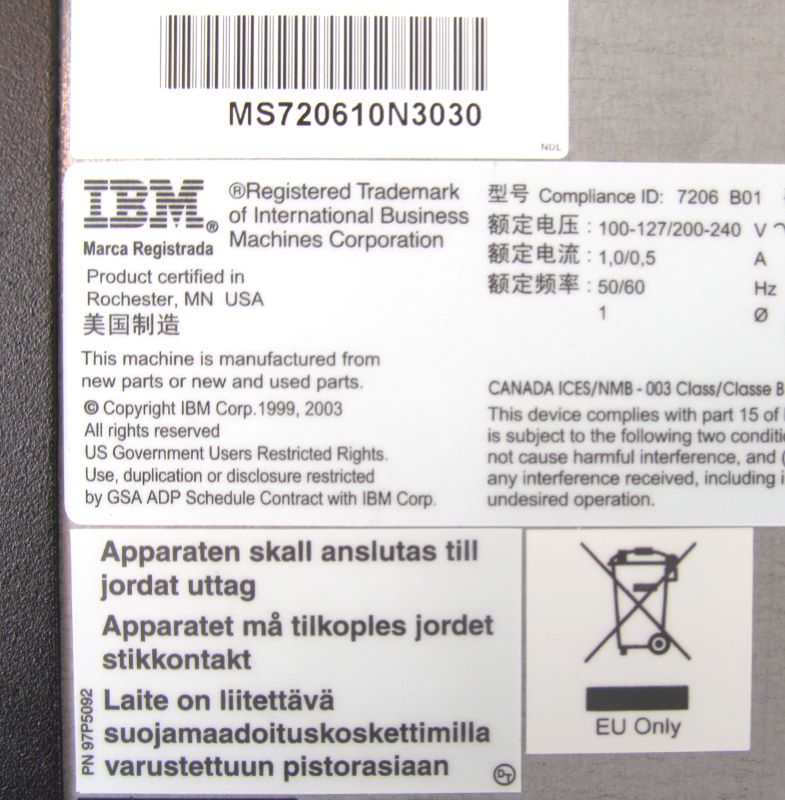 MS720610N3030
NDL
IBM®
Marca Registrada
®Registered Trademark
of International Business
Machines Corporation
Product certified in
Rochester, MN USA
美国制造
This machine is manufactured from
new parts or new and used parts.
© Copyright IBM Corp.1999, 2003
All rights reserved
US Government Users Restricted Rights.
Use, duplication or disclosure restricted
by GSA ADP Schedule Contract with IBM Corp.
型号 Compliance ID: 7206 B01
额定电压 : 100-127/200-240 V
额定电流 : 1,0/0,5 A
额定频率 : 50/60 Hz
1 Ø
CANADA ICES/NMB - 003 Class/Classe B
This device complies with part 15 of
is subject to the following two
not cause harmful interference, and (
any interference received, including
undesired operation.
Apparaten skall anslutas till
jordat uttag
Apparatet må tilkoples jordet
stikkontakt
Laite on liitettävä
suojamaadoituskoskettimilla
varustettuun pistorasiaan
PN 97P5092
DT
EU Only